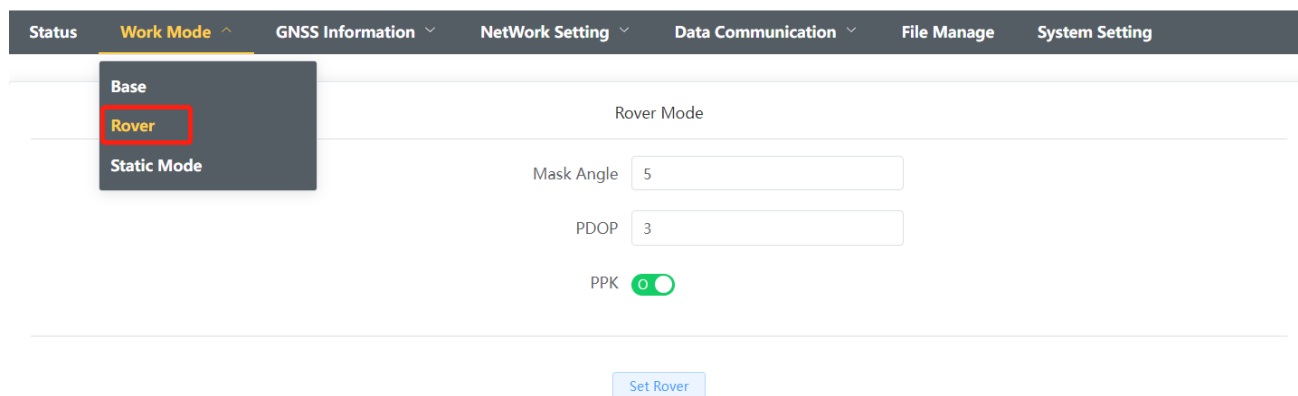 Status Work Mode GNSS Information NetWork Setting Data Communication File Manage System Setting
Base
Rover
Static Mode
Rover Mode
Mask Angle 5
PDOP 3
PPK
Set Rover